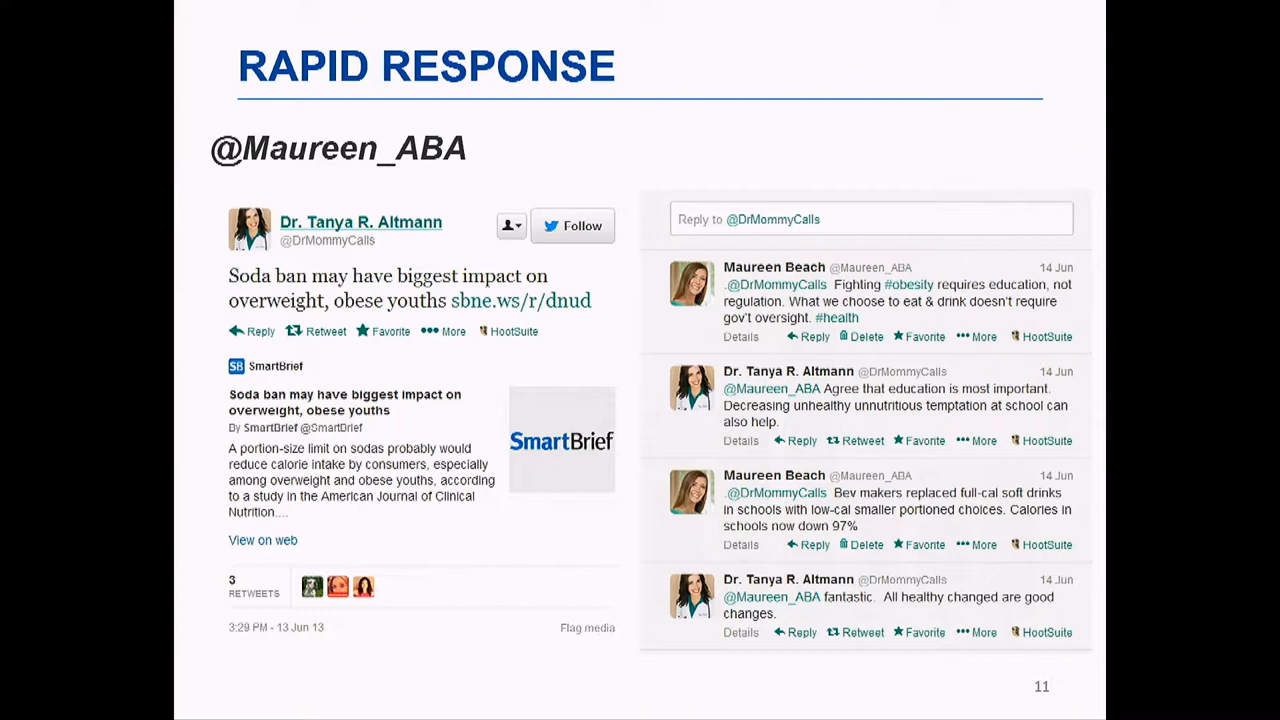 RAPID RESPONSE
@Maureen_ABA
Dr. Tanya R. Altmann
@DrMommyCalls
Follow
Soda ban may have biggest impact on
overweight, obese youths sbne.ws/r/dnud
Reply Retweet Favorite More HootSuite
SB SmartBrief
Soda ban may have biggest impact on
overweight, obese youths
By SmartBrief @SmartBrief
A portion-size limit on sodas probably would
reduce calorie intake by consumers, especially
among overweight and obese youths, according
to a study in the American Journal of Clinical
Nutrition....
SmartBrief
View on web
3
RETWEETS
3:29 PM - 13 Jun 13 Flag media
Reply to @DrMommyCalls
Maureen Beach @Maureen_ABA 14 Jun
.@DrMommyCalls Fighting #obesity requires education, not
regulation. What we choose to eat & drink doesn't require
gov't oversight. #health
Details Reply Delete Favorite More HootSuite
Dr. Tanya R. Altmann @DrMommyCalls 14 Jun
@Maureen_ABA Agree that education is most important.
Decreasing unhealthy unnutritious temptation at school can
also help.
Details Reply Retweet Favorite More HootSuite
Maureen Beach @Maureen_ABA 14 Jun
.@DrMommyCalls Bev makers replaced full-cal soft drinks
in schools with low-cal smaller portioned choices. Calories in
schools now down 97%
Details Reply Delete Favorite More HootSuite
Dr. Tanya R. Altmann @DrMommyCalls 14 Jun
@Maureen_ABA fantastic. All healthy changed are good
changes.
Details Reply Retweet Favorite More HootSuite
11